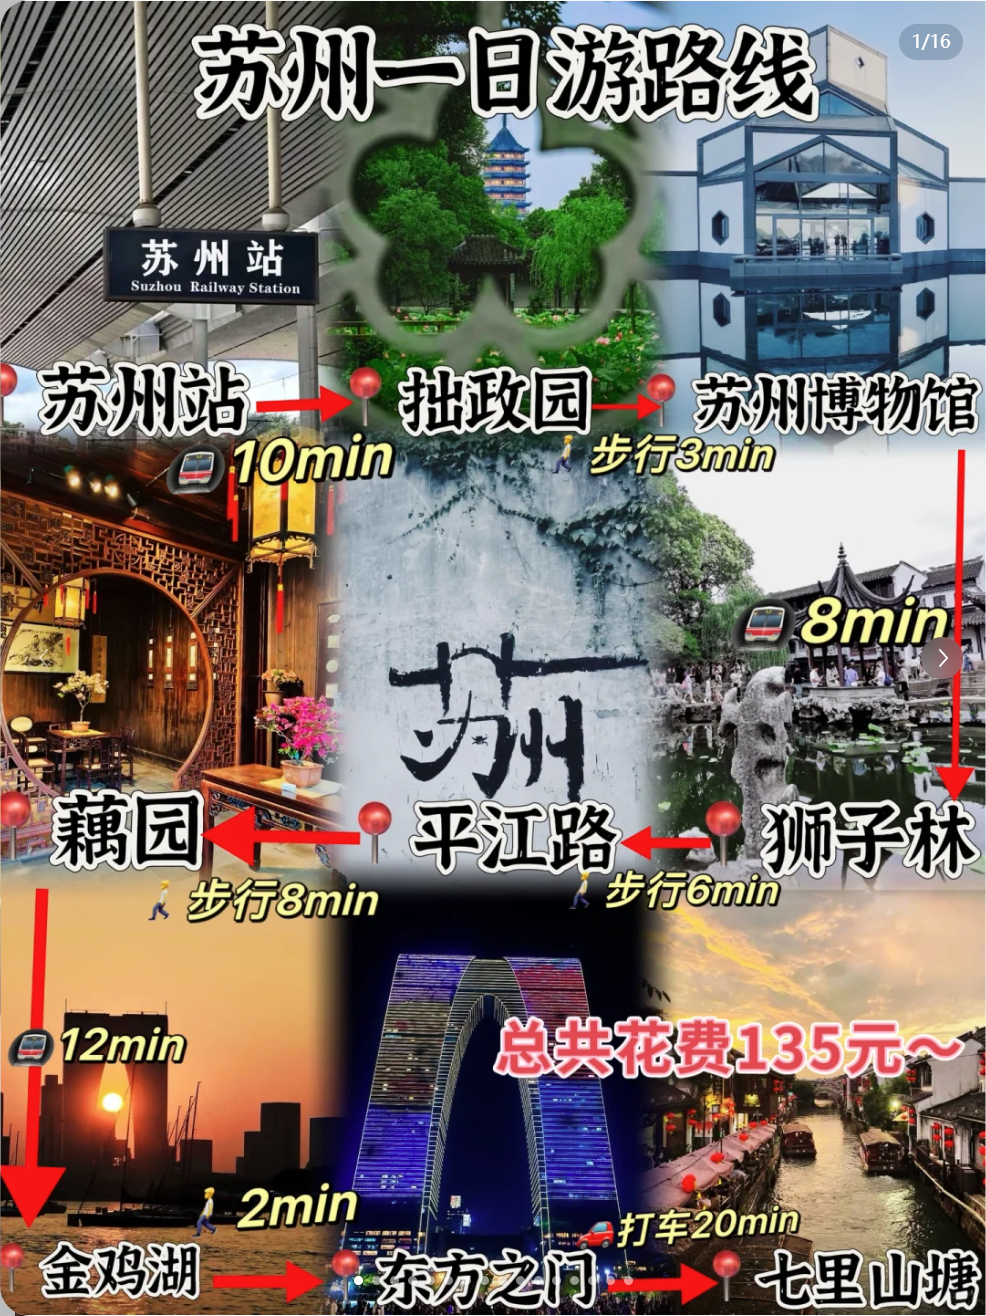 1/16
苏州一日游路线
苏州站
Suzhou Railway Station
苏州站
拙政园
苏州博物馆
10min
步行3min
8min
苏州
藕园
平江路
狮子林
步行8min
步行6min
总共花费135元～
12min
2min
打车20min
金鸡湖
东方之门
七里山塘